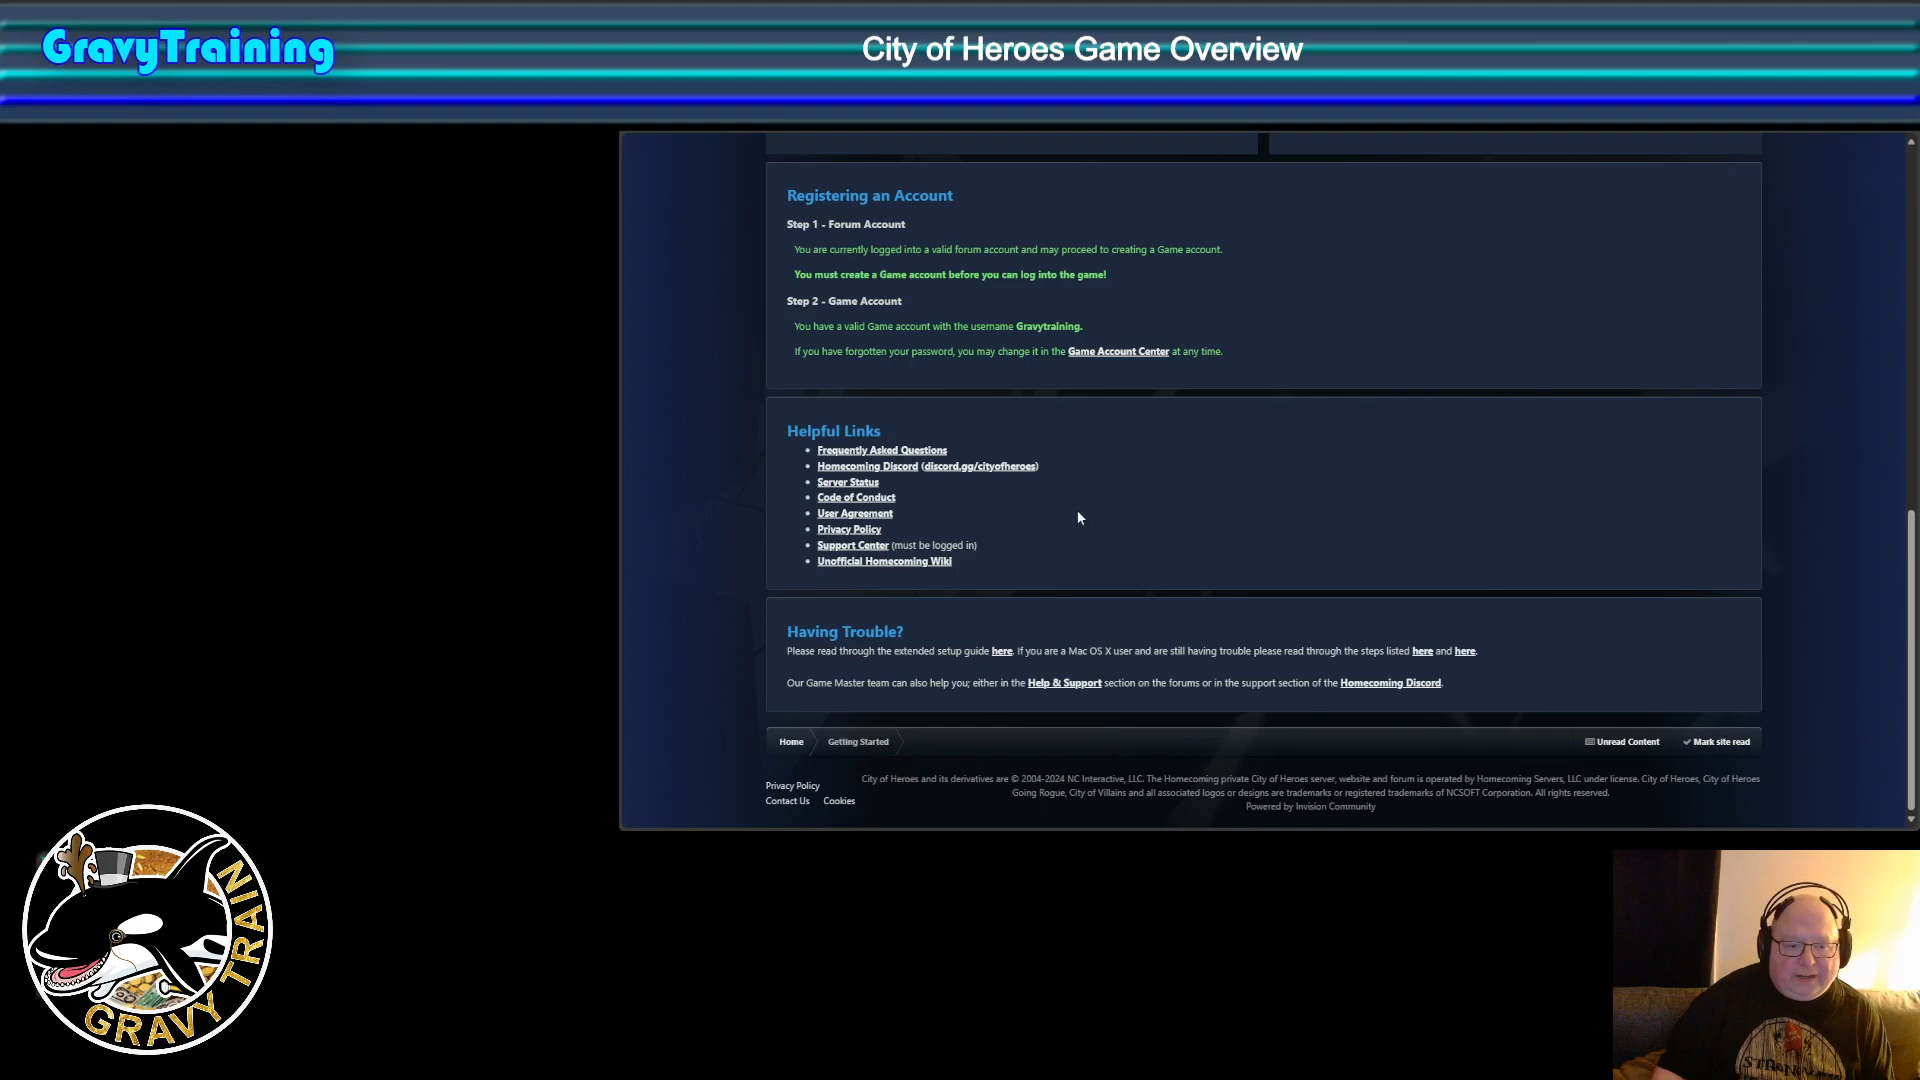 GravyTraining
City of Heroes Game Overview
Registering an Account
Step 1 - Forum Account
You are currently logged into a valid forum account and may proceed to creating a Game account.
You must create a Game account before you can log into the game!
Step 2 - Game Account
You have a valid Game account with the username Gravytraining.
If you have forgotten your password, you may change it in the Game Account Center at any time.
Helpful Links
Frequently Asked Questions
Homecoming Discord (discord.gg/cityofheroes)
Server Status
Code of Conduct
User Agreement
Privacy Policy
Support Center (must be logged in)
Unofficial Homecoming Wiki
Having Trouble?
Please read through the extended setup guide here. If you are a Mac OS X user and are still having trouble please read through the steps listed here and here.
Our Game Master team can also help you; either in the Help & Support section on the forums or in the support section of the Homecoming Discord.
Home
Getting Started
Unread Content
Mark site read
Privacy Policy
Contact Us Cookies
City of Heroes and its derivatives are © 2004-2024 NC Interactive, LLC. The Homecoming private City of Heroes server, website and forum is operated by Homecoming Servers, LLC under license. City of Heroes, City of Heroes
Going Rogue, City of Villains and all associated logos or designs are trademarks or registered trademarks of NCSOFT Corporation. All rights reserved.
Powered by Invision Community
GRAVY TRAIN